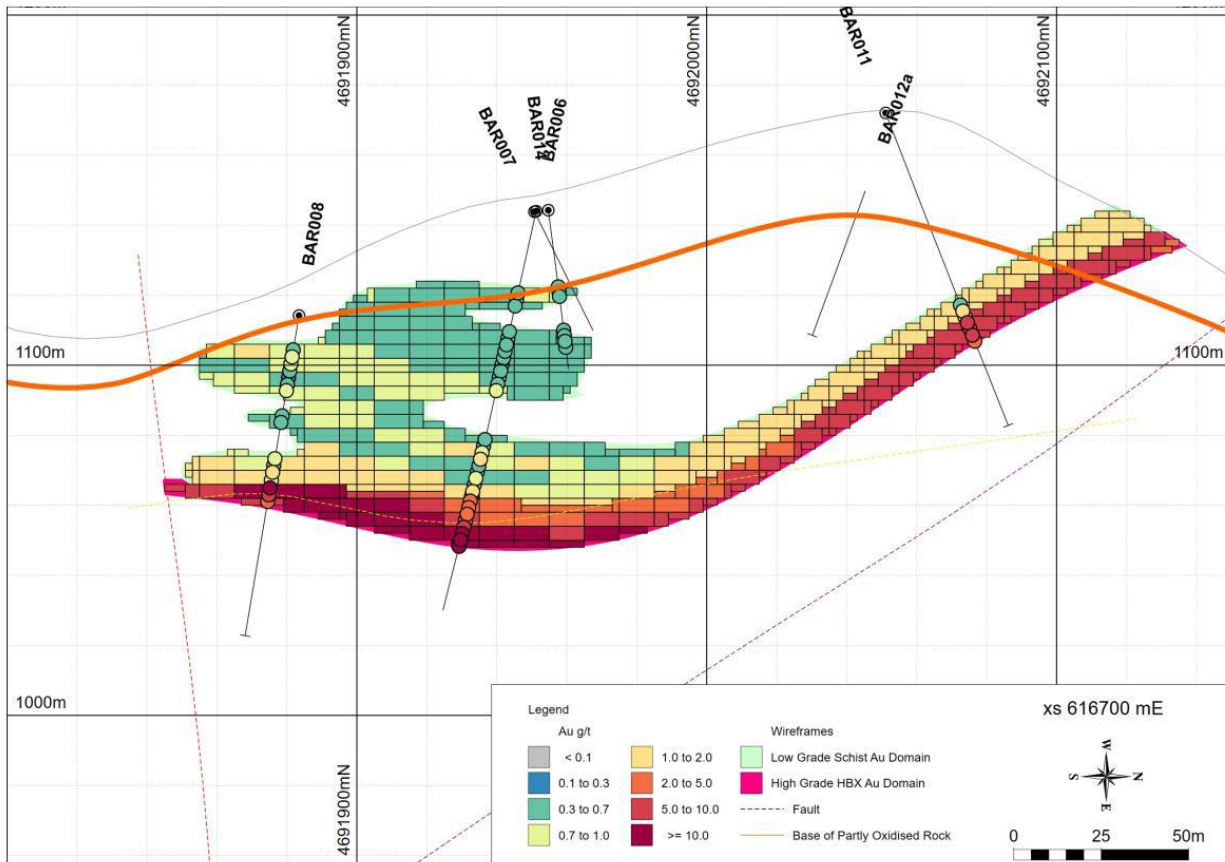 4691900mN
4692000mN
4692100mN
BAR011
BAR012a
BAR007
BAR006
BAR008
1100m
1100m
1000m
4691900mN
Legend
Au g/t
Wireframes
< 0.1
0.1 to 0.3
0.3 to 0.7
0.7 to 1.0
1.0 to 2.0
2.0 to 5.0
5.0 to 10.0
>= 10.0
Low Grade Schist Au Domain
High Grade HBX Au Domain
Fault
Base of Partly Oxidised Rock
xs 616700 mE
W
S
N
E
0 25 50m